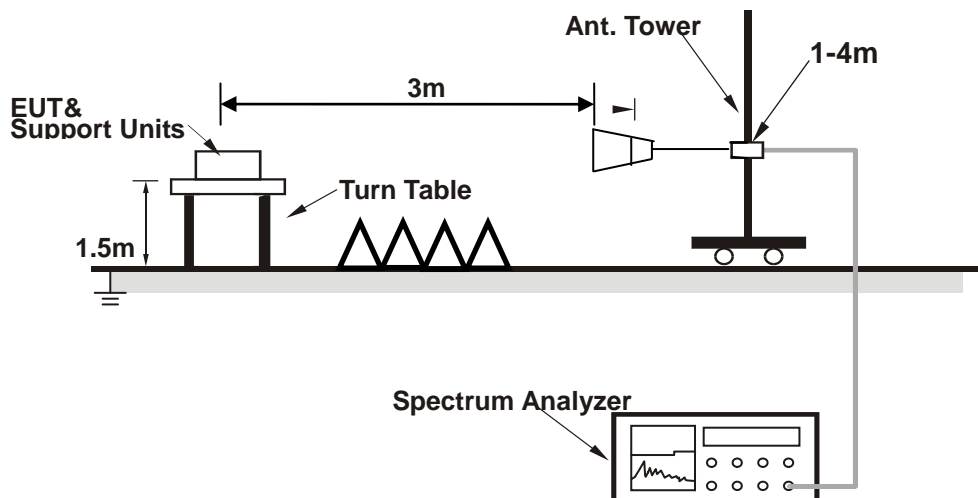 Ant. Tower
1-4m
3m
EUT&
Support Units
Turn Table
1.5m
Spectrum Analyzer